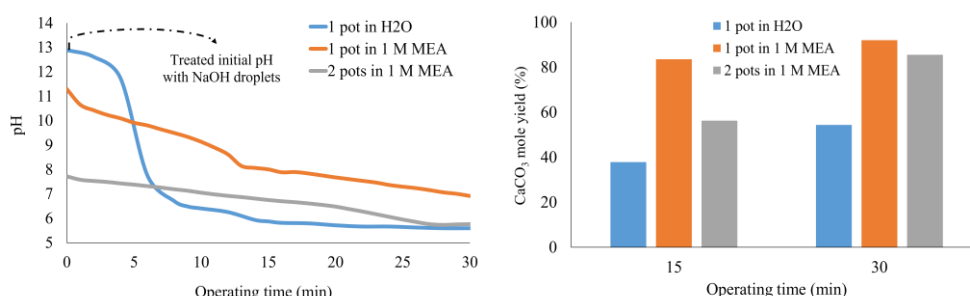 14
13
12
11
10
9
8
7
6
5
pH
0
5
10
15
20
25
30
Operating time (min)
Treated initial pH
with NaOH droplets
1 pot in H2O
1 pot in 1 M MEA
2 pots in 1 M MEA
100
80
60
40
20
0
CaCO3 mole yield (%)
15
30
Operating time (min)
1 pot in H2O
1 pot in 1 M MEA
2 pots in 1 M MEA